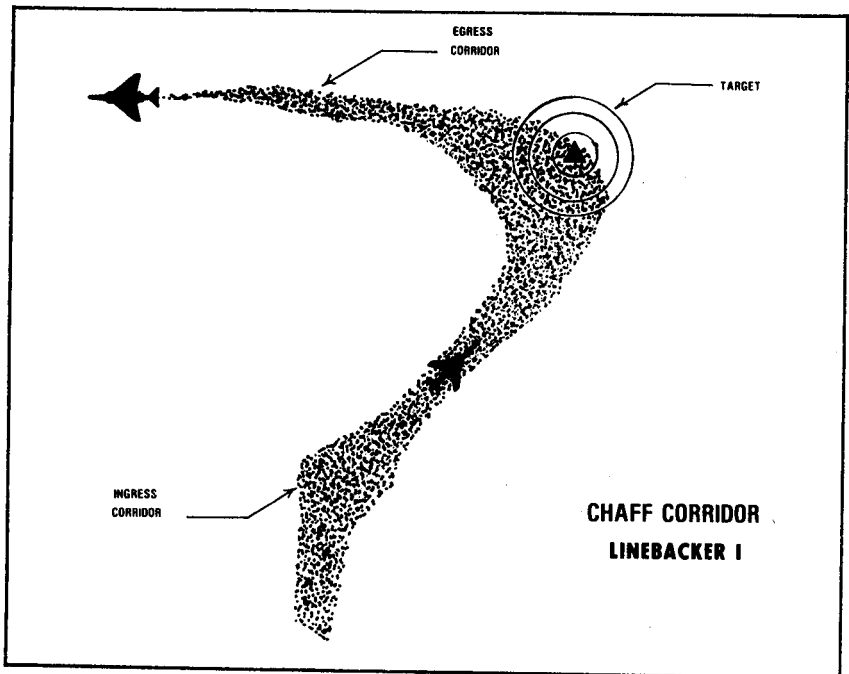 EGRESS
CORRIDOR
TARGET
INGRESS
CORRIDOR
CHAFF CORRIDOR
LINEBACKER I